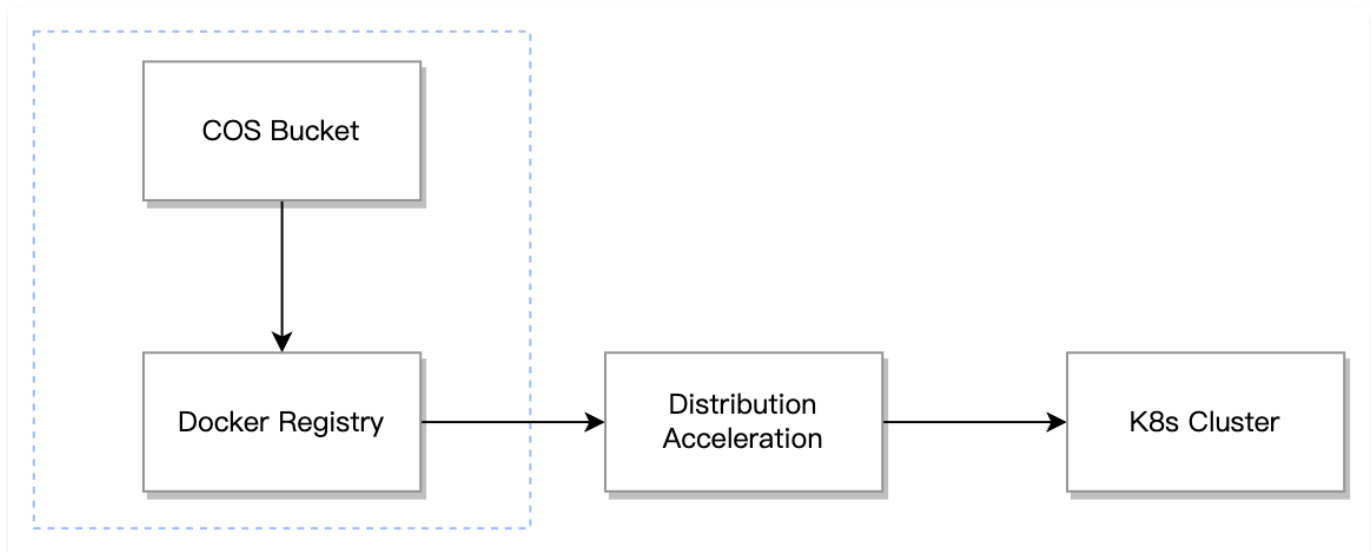 COS Bucket
Docker Registry
Distribution
Acceleration
K8s Cluster